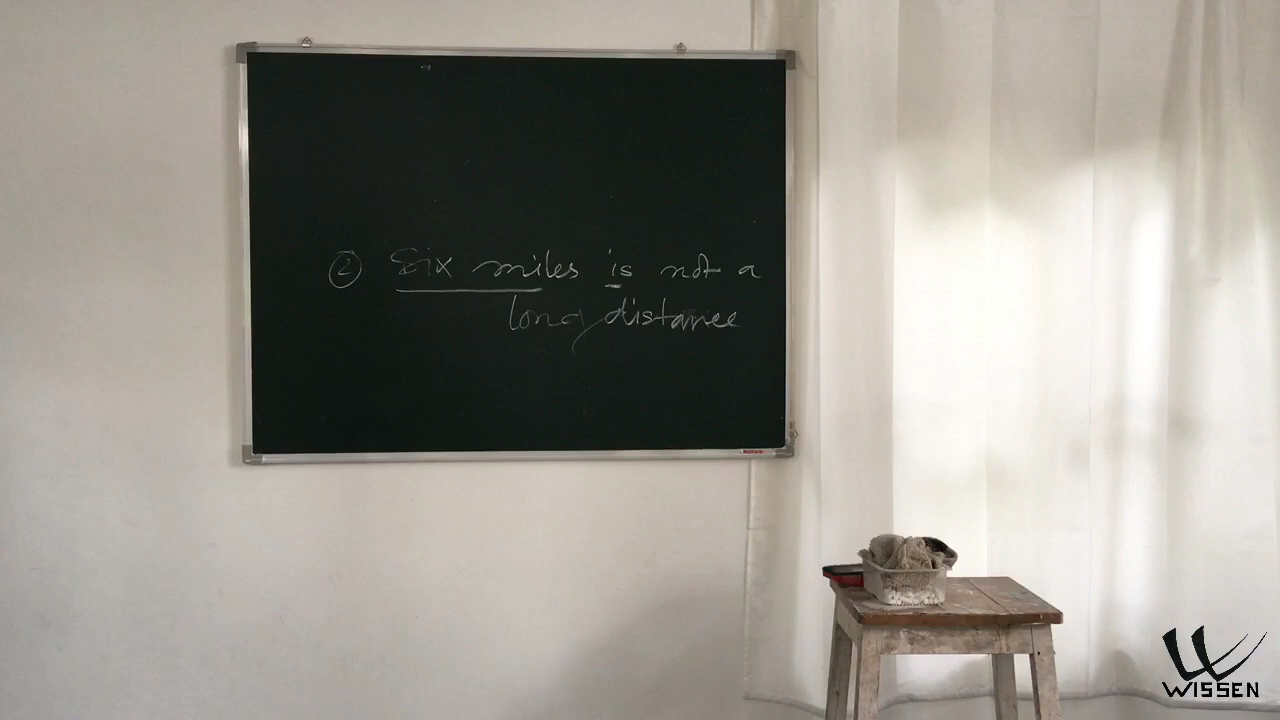 ② Six miles is not a
long distance
WISSEN